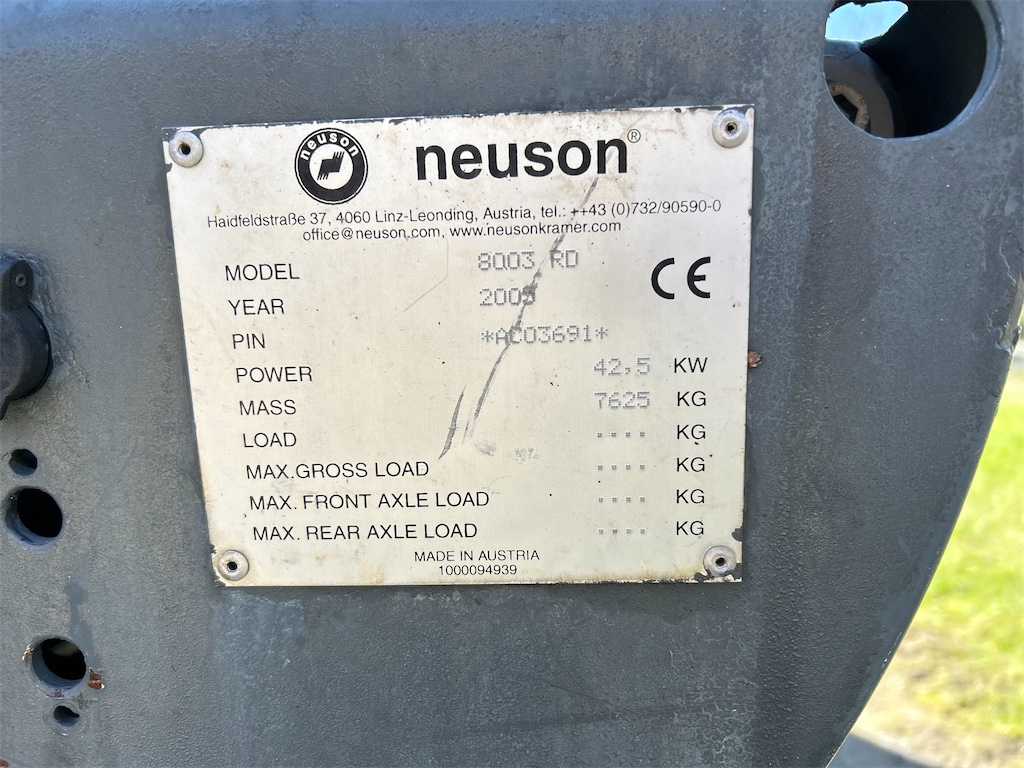 neuson
neuson®
Haidfeldstraße 37, 4060 Linz-Leonding, Austria, tel.: ++43 (0)732/90590-0
office@neuson.com, www.neusonkramer.com
MODEL 8003 RD
CE
YEAR
PIN *AC03691*
POWER 42,5 KW
MASS 7625 KG
LOAD ---- KG
MAX.GROSS LOAD ---- KG
MAX. FRONT AXLE LOAD ---- KG
MAX. REAR AXLE LOAD ---- KG
MADE IN AUSTRIA
1000094939